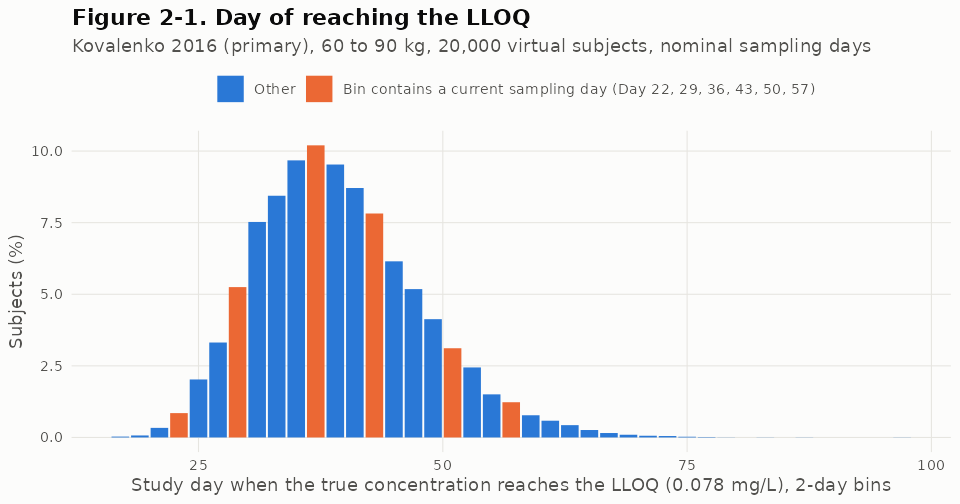 Figure 2-1. Day of reaching the LLOQ
Kovalenko 2016 (primary), 60 to 90 kg, 20,000 virtual subjects, nominal sampling days
Other
Bin contains a current sampling day (Day 22, 29, 36, 43, 50, 57)
10.0
7.5
5.0
2.5
0.0
Subjects (%)
25
50
75
100
Study day when the true concentration reaches the LLOQ (0.078 mg/L), 2-day bins